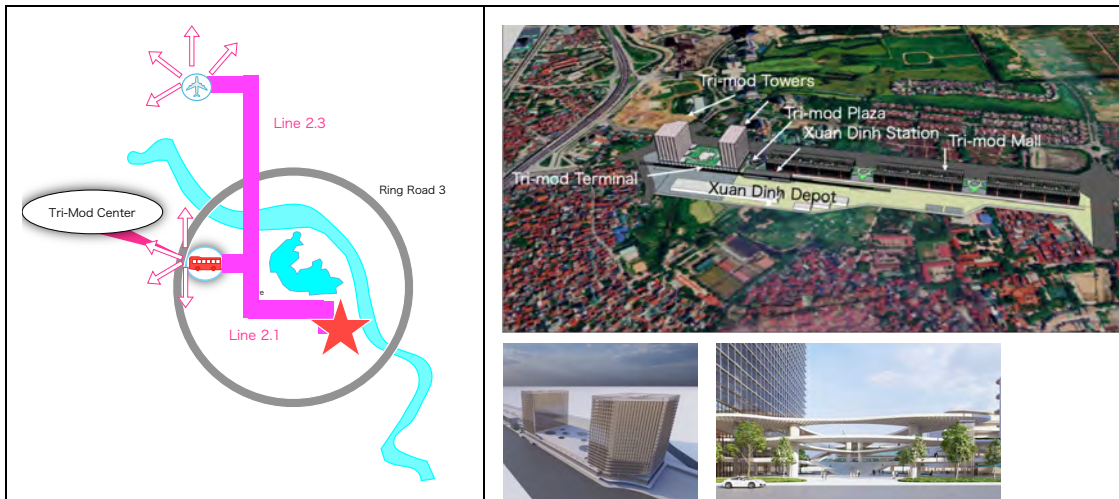 Line 2.3
Ring Road 3
Tri-Mod Center
e
Line 2.1
Tri-mod Towers
Tri-mod Plaza
Xuan Dinh Station
Tri-mod Mall
Tri-mod Terminal
Xuan Dinh Depot